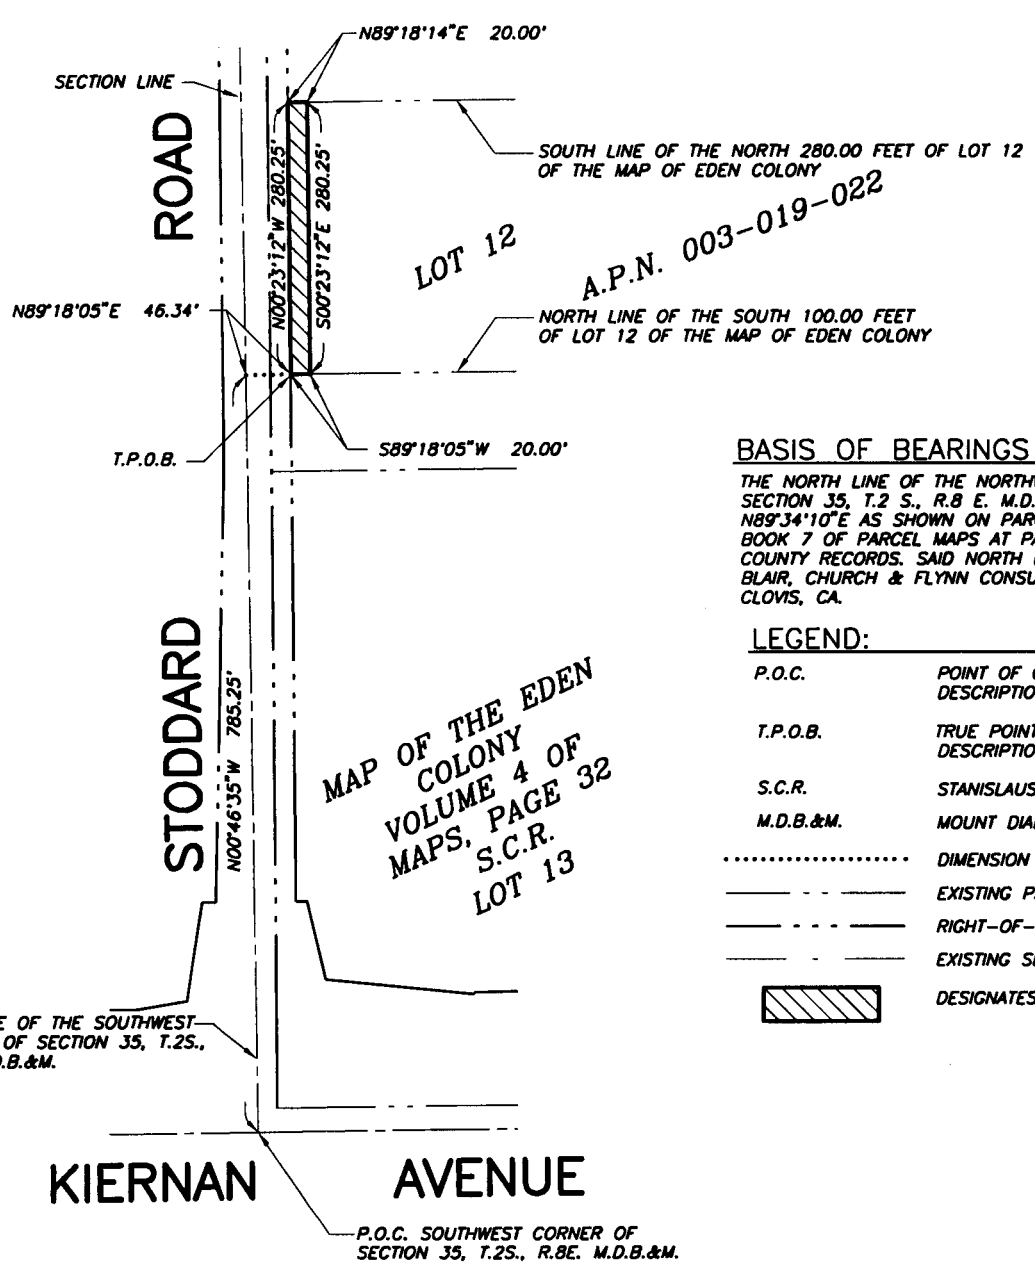 N89°18'14"E 20.00'
SECTION LINE
ROAD
N00°23'12"W 280.25'
S00°23'12"E 280.25'
SOUTH LINE OF THE NORTH 280.00 FEET OF LOT 12
OF THE MAP OF EDEN COLONY
LOT 12
A.P.N. 003-019-022
N89°18'05"E 46.34'
NORTH LINE OF THE SOUTH 100.00 FEET
OF LOT 12 OF THE MAP OF EDEN COLONY
T.P.O.B.
S89°18'05"W 20.00'
BASIS OF BEARINGS
THE NORTH LINE OF THE
SECTION 35, T.2 S., R.8 E. M.D.
N89°34'10"E AS SHOWN ON
BOOK 7 OF PARCEL MAPS AT
COUNTY RECORDS. SAID NORTH
BLAIR, CHURCH & FLYNN
CLOVIS, CA.
STODDARD
N00°46'35"W 785.25'
MAP OF THE EDEN
COLONY
VOLUME 4 OF
MAPS, PAGE 32
S.C.R.
LOT 13
LEGEND:
P.O.C. POINT OF
DESCRIPTIO
T.P.O.B. TRUE POINT
DESCRIPTIO
S.C.R. STANISLAUS
M.D.B.&M. MOUNT DIA
DIMENSION
EXISTING
RIGHT-OF-
EXISTING
DESIGNATES
E OF THE SOUTHWEST
OF SECTION 35, T.2S.,
.B.&M.
KIERNAN AVENUE
P.O.C. SOUTHWEST CORNER OF
SECTION 35, T.2S., R.8E. M.D.B.&M.